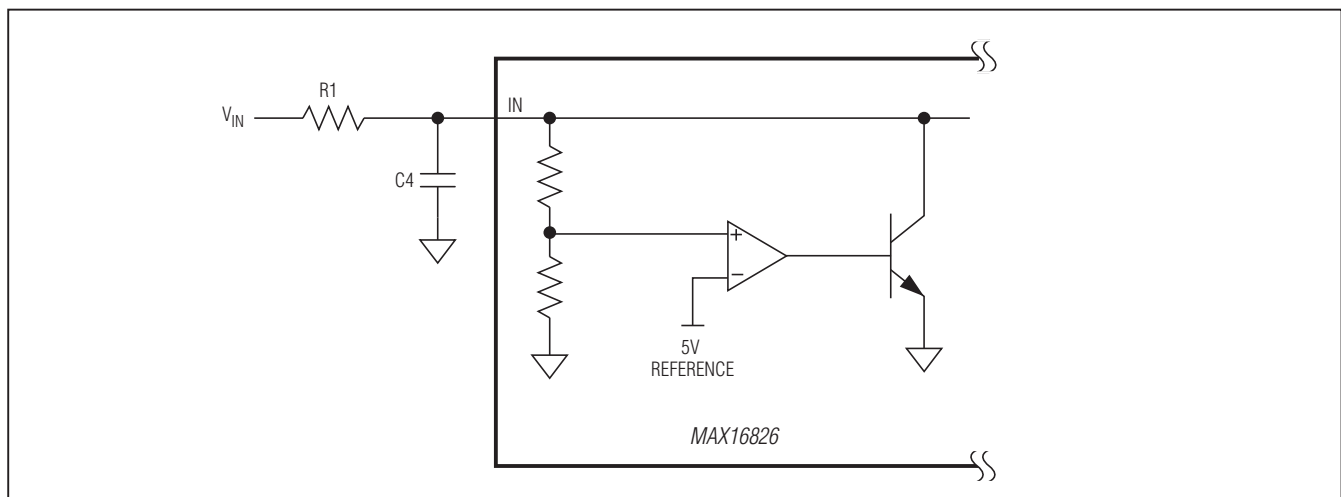 R1
V_IN
IN
C4
+
−
5V
REFERENCE
MAX16826